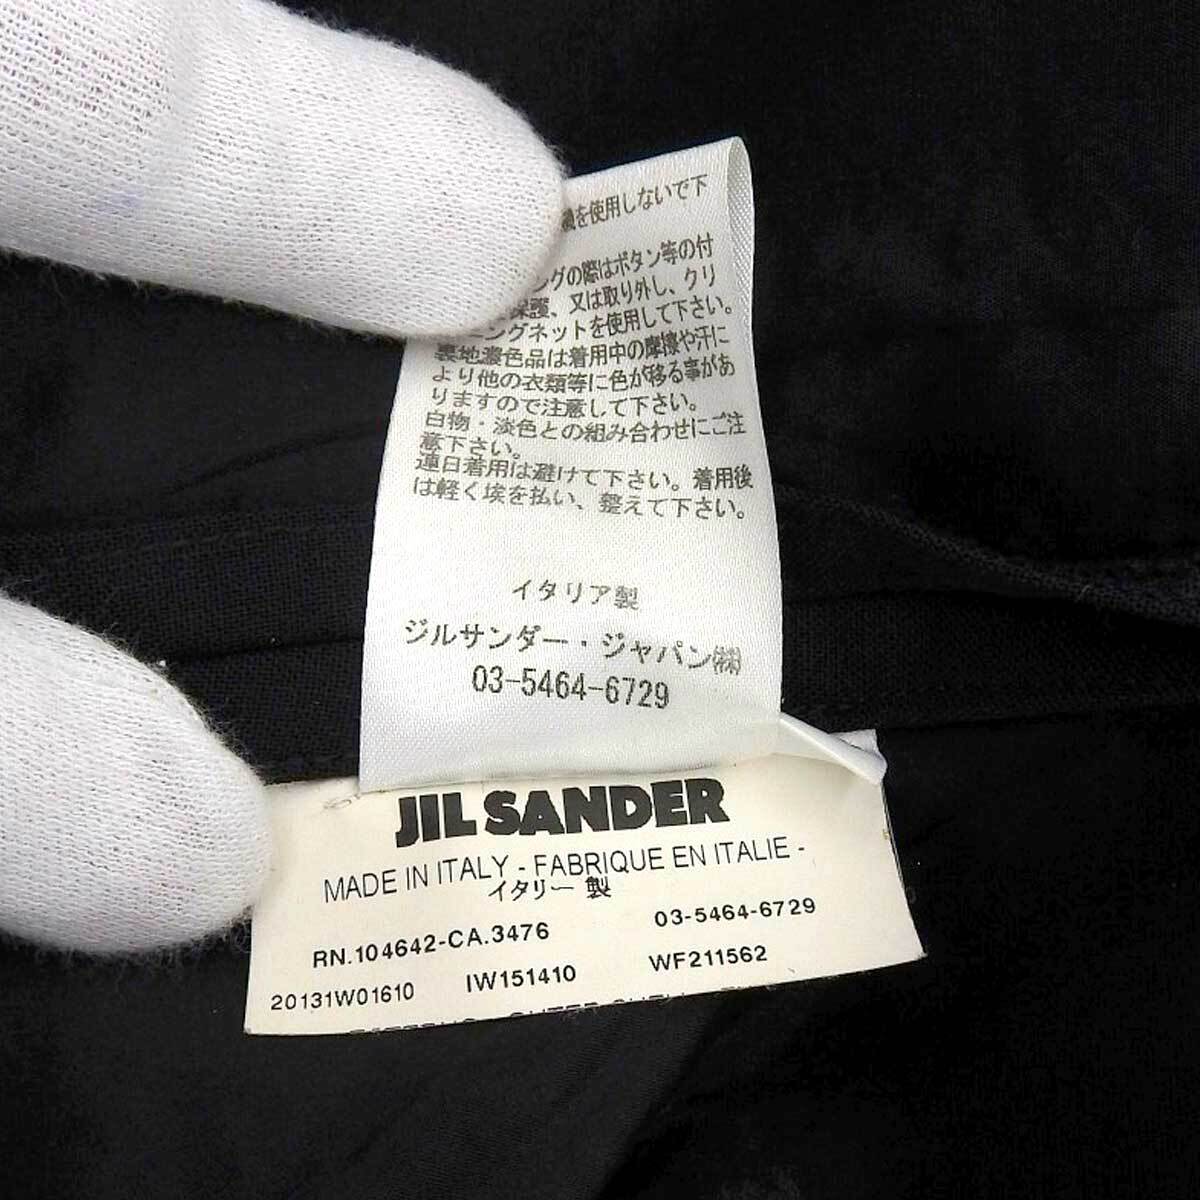 を使用しないで下
グの際はボタン等の付
保護、又は取り外し、クリ
ニングネットを使用して下さい。
裏地濃色品は着用中の摩擦や汗に
より他の衣類等に色が移る事があ
りますので注意して下さい。
白物・淡色との組み合わせにご注
意下さい。
連日着用は避けて下さい。着用後
は軽く埃を払い、整えて下さい。
イタリア製
ジルサンダー・ジャパン㈱
03-5464-6729
JIL SANDER
MADE IN ITALY - FABRIQUE EN ITALIE -
イタリー 製
RN.104642-CA.3476 03-5464-6729
20131W01610 IW151410 WF211562